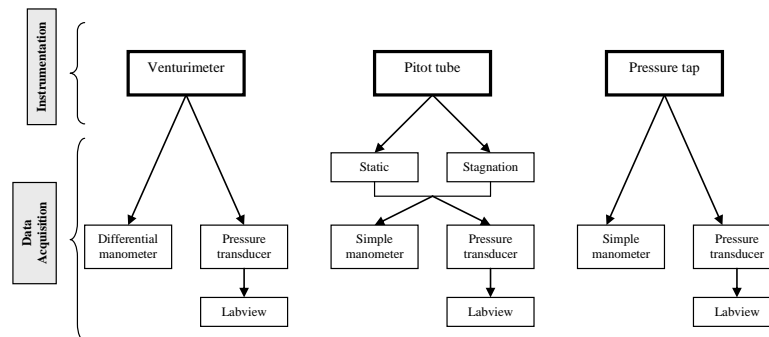 Instrumentation
Venturimeter
Pitot tube
Pressure tap
Data
Acquisition
Static
Stagnation
Differential
manometer
Pressure
transducer
Simple
manometer
Pressure
transducer
Simple
manometer
Pressure
transducer
Labview
Labview
Labview